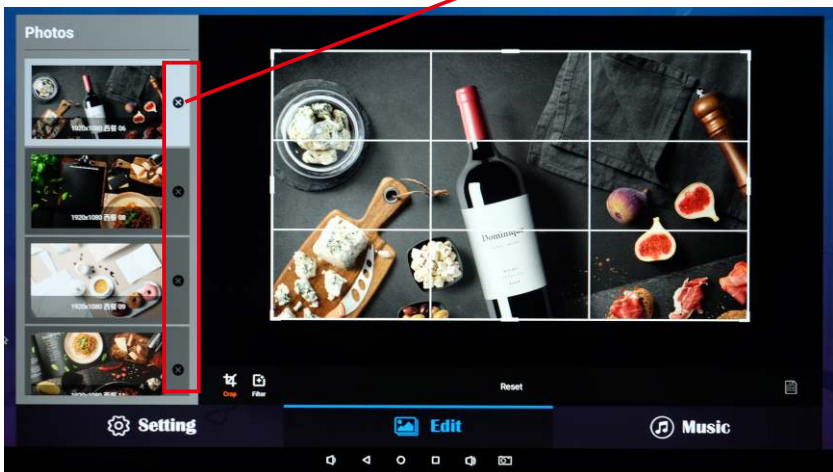 Photos
1920x1080 西餐 06
1920x1080 西餐 08
1920x1080 西餐 09
Dominique
Crop
Filter
Reset
Setting
Edit
Music